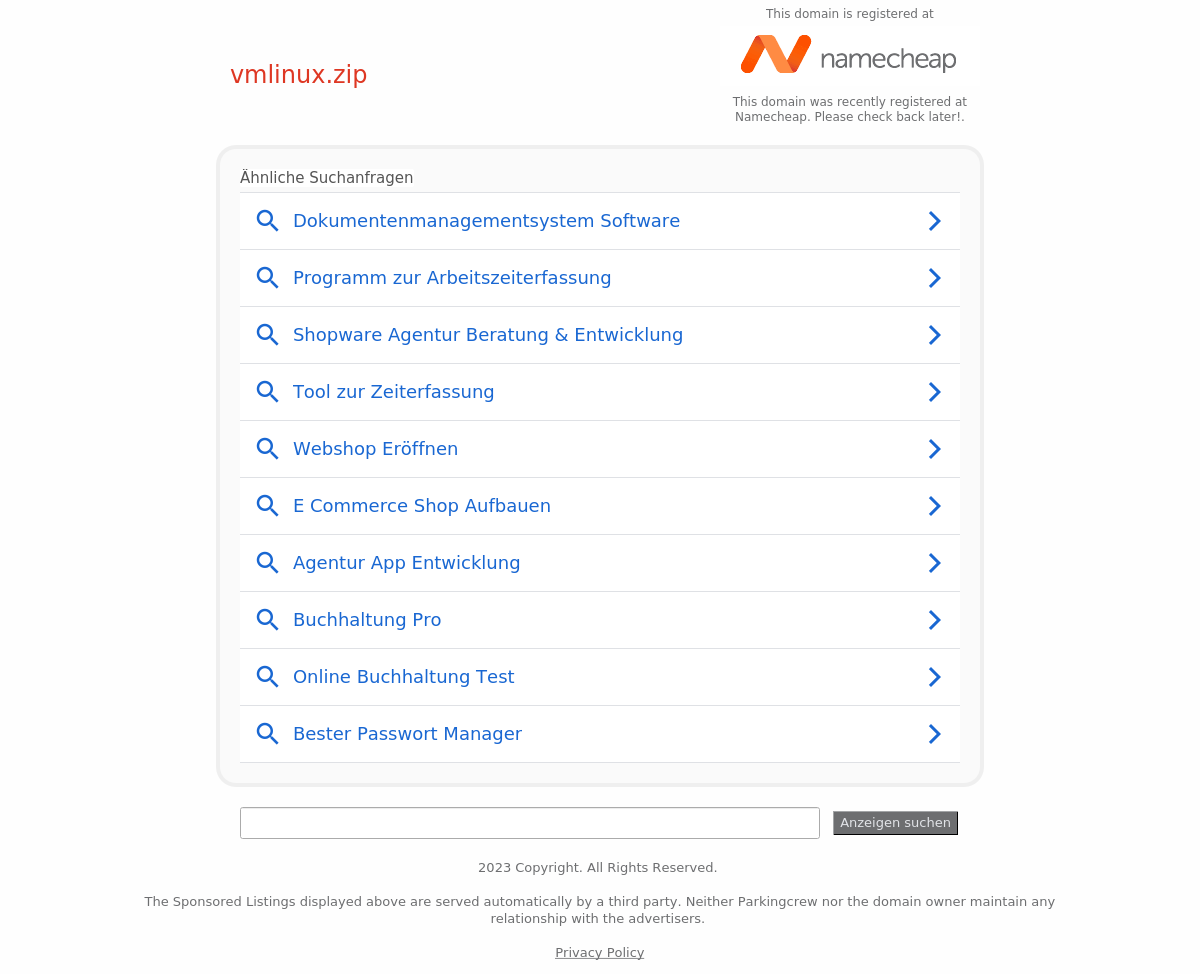 This domain is registered at
namecheap
vmlinux.zip
This domain was recently registered at
Namecheap. Please check back later!.
Ähnliche Suchanfragen
Dokumentenmanagementsystem Software
Programm zur Arbeitszeiterfassung
Shopware Agentur Beratung & Entwicklung
Tool zur Zeiterfassung
Webshop Eröffnen
E Commerce Shop Aufbauen
Agentur App Entwicklung
Buchhaltung Pro
Online Buchhaltung Test
Bester Passwort Manager
Anzeigen suchen
2023 Copyright. All Rights Reserved.
The Sponsored Listings displayed above are served automatically by a third party. Neither Parkingcrew nor the domain owner maintain any
relationship with the advertisers.
Privacy Policy